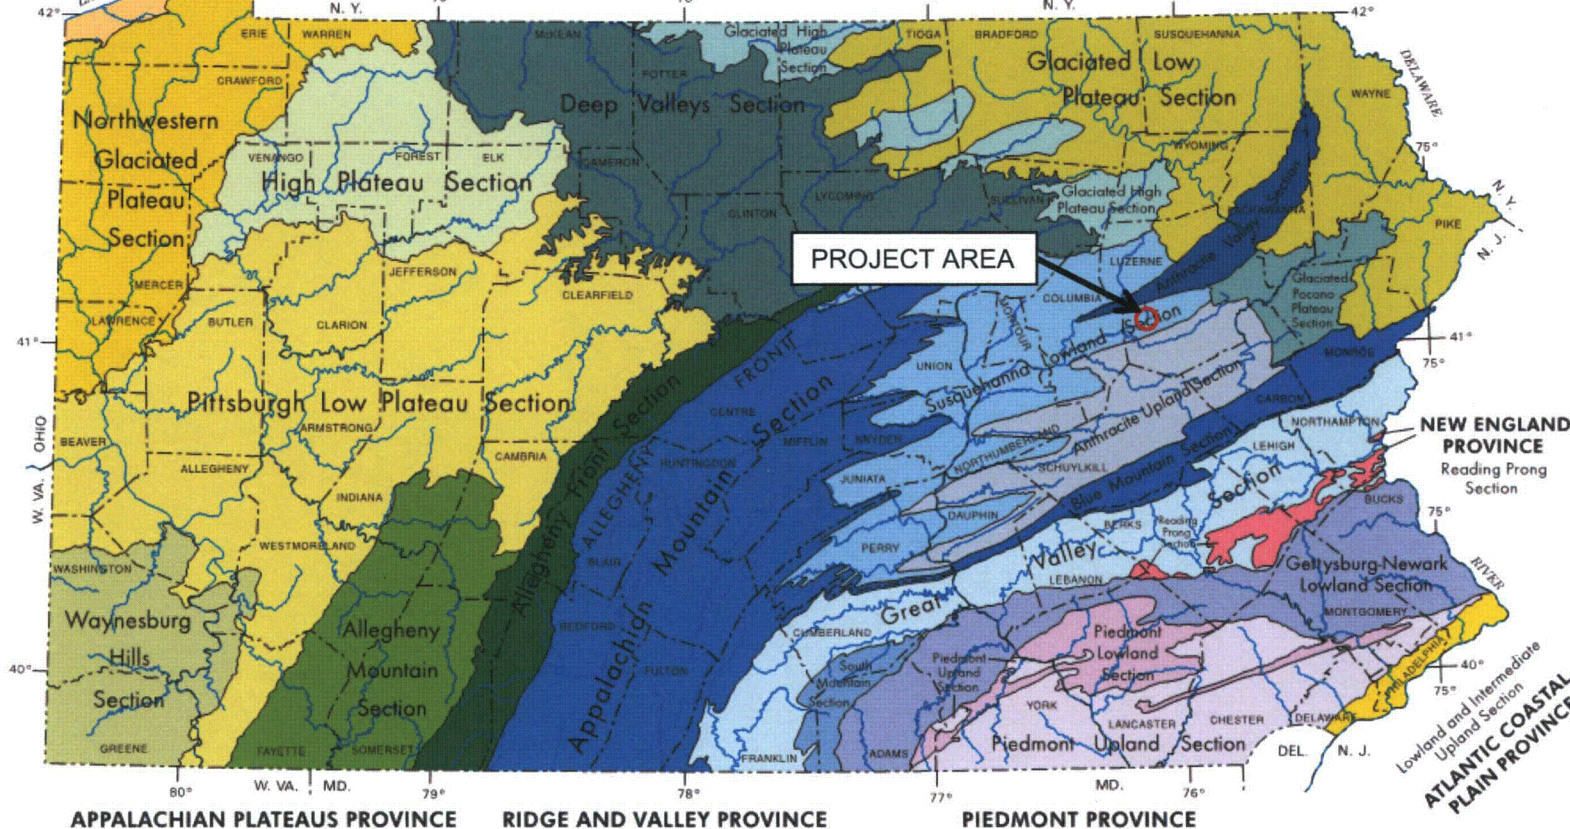 42°
N. Y.
N. Y.
42°
ERIE
WARREN
McKEAN
Glaciated High
Plateau
Section
TIOGA
BRADFORD
SUSQUEHANNA
DELAWARE
CRAWFORD
POTTER
Glaciated Low
Plateau Section
WAYNE
Northwestern
Glaciated
Plateau
Section
Deep Valleys Section
75°
VENANGO
FOREST
ELK
CAMERON
WYOMING
High Plateau Section
LYCOMING
SULLIVAN
Glaciated High
Plateau Section
LACKAWANNA
CLINTON
N. Y.
N. J.
PIKE
PROJECT AREA
LUZERNE
Anthracite
Valley
Section
MERCER
JEFFERSON
CLEARFIELD
COLUMBIA
Glaciated
Pocono
Plateau
Section
LAWRENCE
BUTLER
CLARION
MONTOUR
41°
41°
75°
MONROE
UNION
Susquehanna Lowland Section
FRONT
Pittsburgh Low Plateau Section
CENTRE
CARBON
ARMSTRONG
Anthracite Upland Section
NORTHAMPTON
NEW ENGLAND
PROVINCE
Reading Prong
Section
W. VA.
OHIO
BEAVER
MIFFLIN
SNYDER
NORTHUMBERLAND
LEHIGH
ALLEGHENY
CAMBRIA
HUNTINGDON
SCHUYLKILL
JUNIATA
Blue Mountain Section
INDIANA
Allegheny Front Section
ALLEGHENY
Appalachian Mountain Section
DAUPHIN
BUCKS
75°
BERKS
Reading
Prong
Section
WESTMORELAND
PERRY
Great Valley Section
WASHINGTON
BLAIR
LEBANON
Gettysburg-Newark
Lowland Section
RIVER
Waynesburg
Hills
Section
Allegheny
Mountain
Section
BEDFORD
CUMBERLAND
MONTGOMERY
Piedmont
Lowland
Section
PHILADELPHIA
40°
FULTON
South
Mountain
Section
Piedmont
Upland
Section
40°
75°
YORK
LANCASTER
CHESTER
DELAWARE
GREENE
FAYETTE
SOMERSET
FRANKLIN
ADAMS
Piedmont Upland Section
DEL.
N. J.
Lowland and Intermediate
Upland Section
ATLANTIC COASTAL
PLAIN PROVINCE
80°
W. VA.
MD.
79°
78°
77°
MD.
76°
APPALACHIAN PLATEAUS PROVINCE
RIDGE AND VALLEY PROVINCE
PIEDMONT PROVINCE